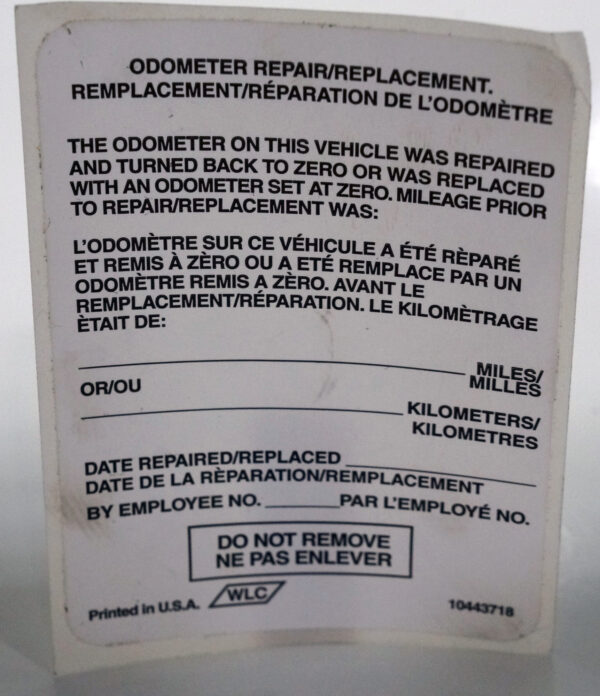 ODOMETER REPAIR/REPLACEMENT.
REMPLACEMENT/RÉPARATION DE L'ODOMÈTRE
THE ODOMETER ON THIS VEHICLE WAS REPAIRED
AND TURNED BACK TO ZERO OR WAS REPLACED
WITH AN ODOMETER SET AT ZERO. MILEAGE PRIOR
TO REPAIR/REPLACEMENT WAS:
L'ODOMÈTRE SUR CE VÉHICULE A ÉTÉ RÈPARÉ
ET REMIS À ZÈRO OU A ETÉ REMPLACE PAR UN
ODOMÈTRE REMIS A ZÈRO. AVANT LE
REMPLACEMENT/RÉPARATION. LE KILOMÈTRAGE
ÈTAIT DE:
MILES/
MILLES
OR/OU
KILOMETERS/
KILOMETRES
DATE REPAIRED/REPLACED
DATE DE LA RÈPARATION/REMPLACEMENT
BY EMPLOYEE NO. ______ PAR L'EMPLOYÉ NO.
DO NOT REMOVE
NE PAS ENLEVER
Printed in U.S.A. WLC 10443718